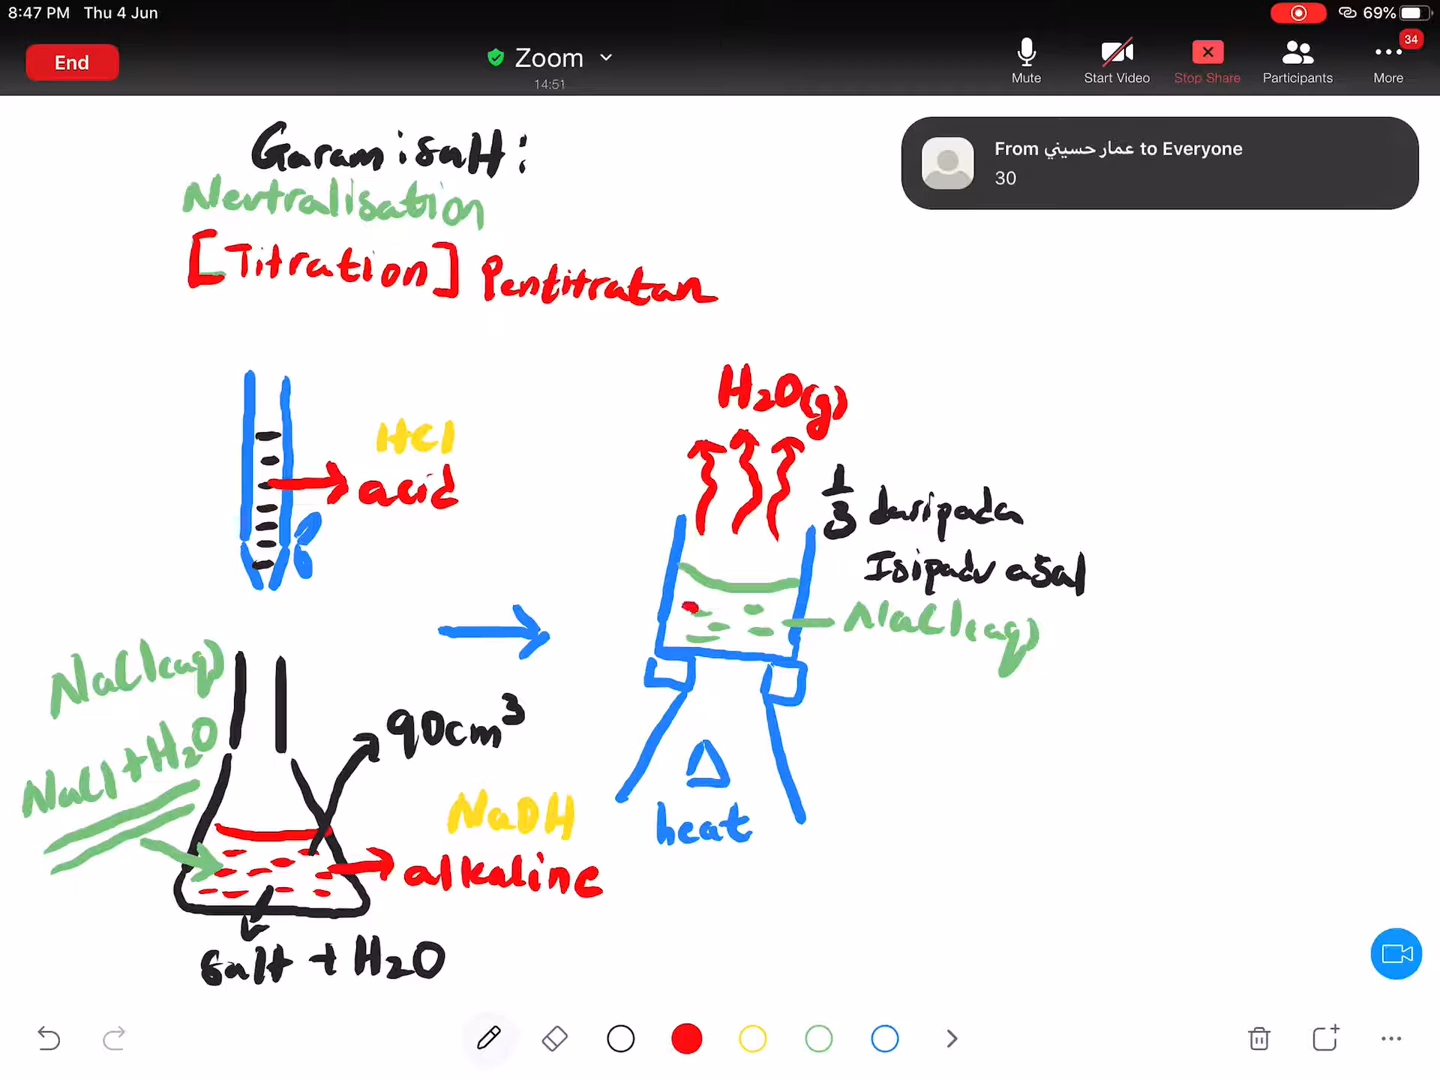 8:47 PM Thu 4 Jun
69%
End
Zoom
14:51
Mute
Start Video
Stop Share
Participants
34
More
From عمار حسيني to Everyone
30
Garam : salt :
Neutralisation
[Titration] Pentitratan
HCl
acid
H₂O(g)
1/3 daripada
Isipadu asal
NaCl(aq)
NaCl(aq)
NaCl + H₂O
90cm³
NaOH
alkaline
heat
salt + H₂O